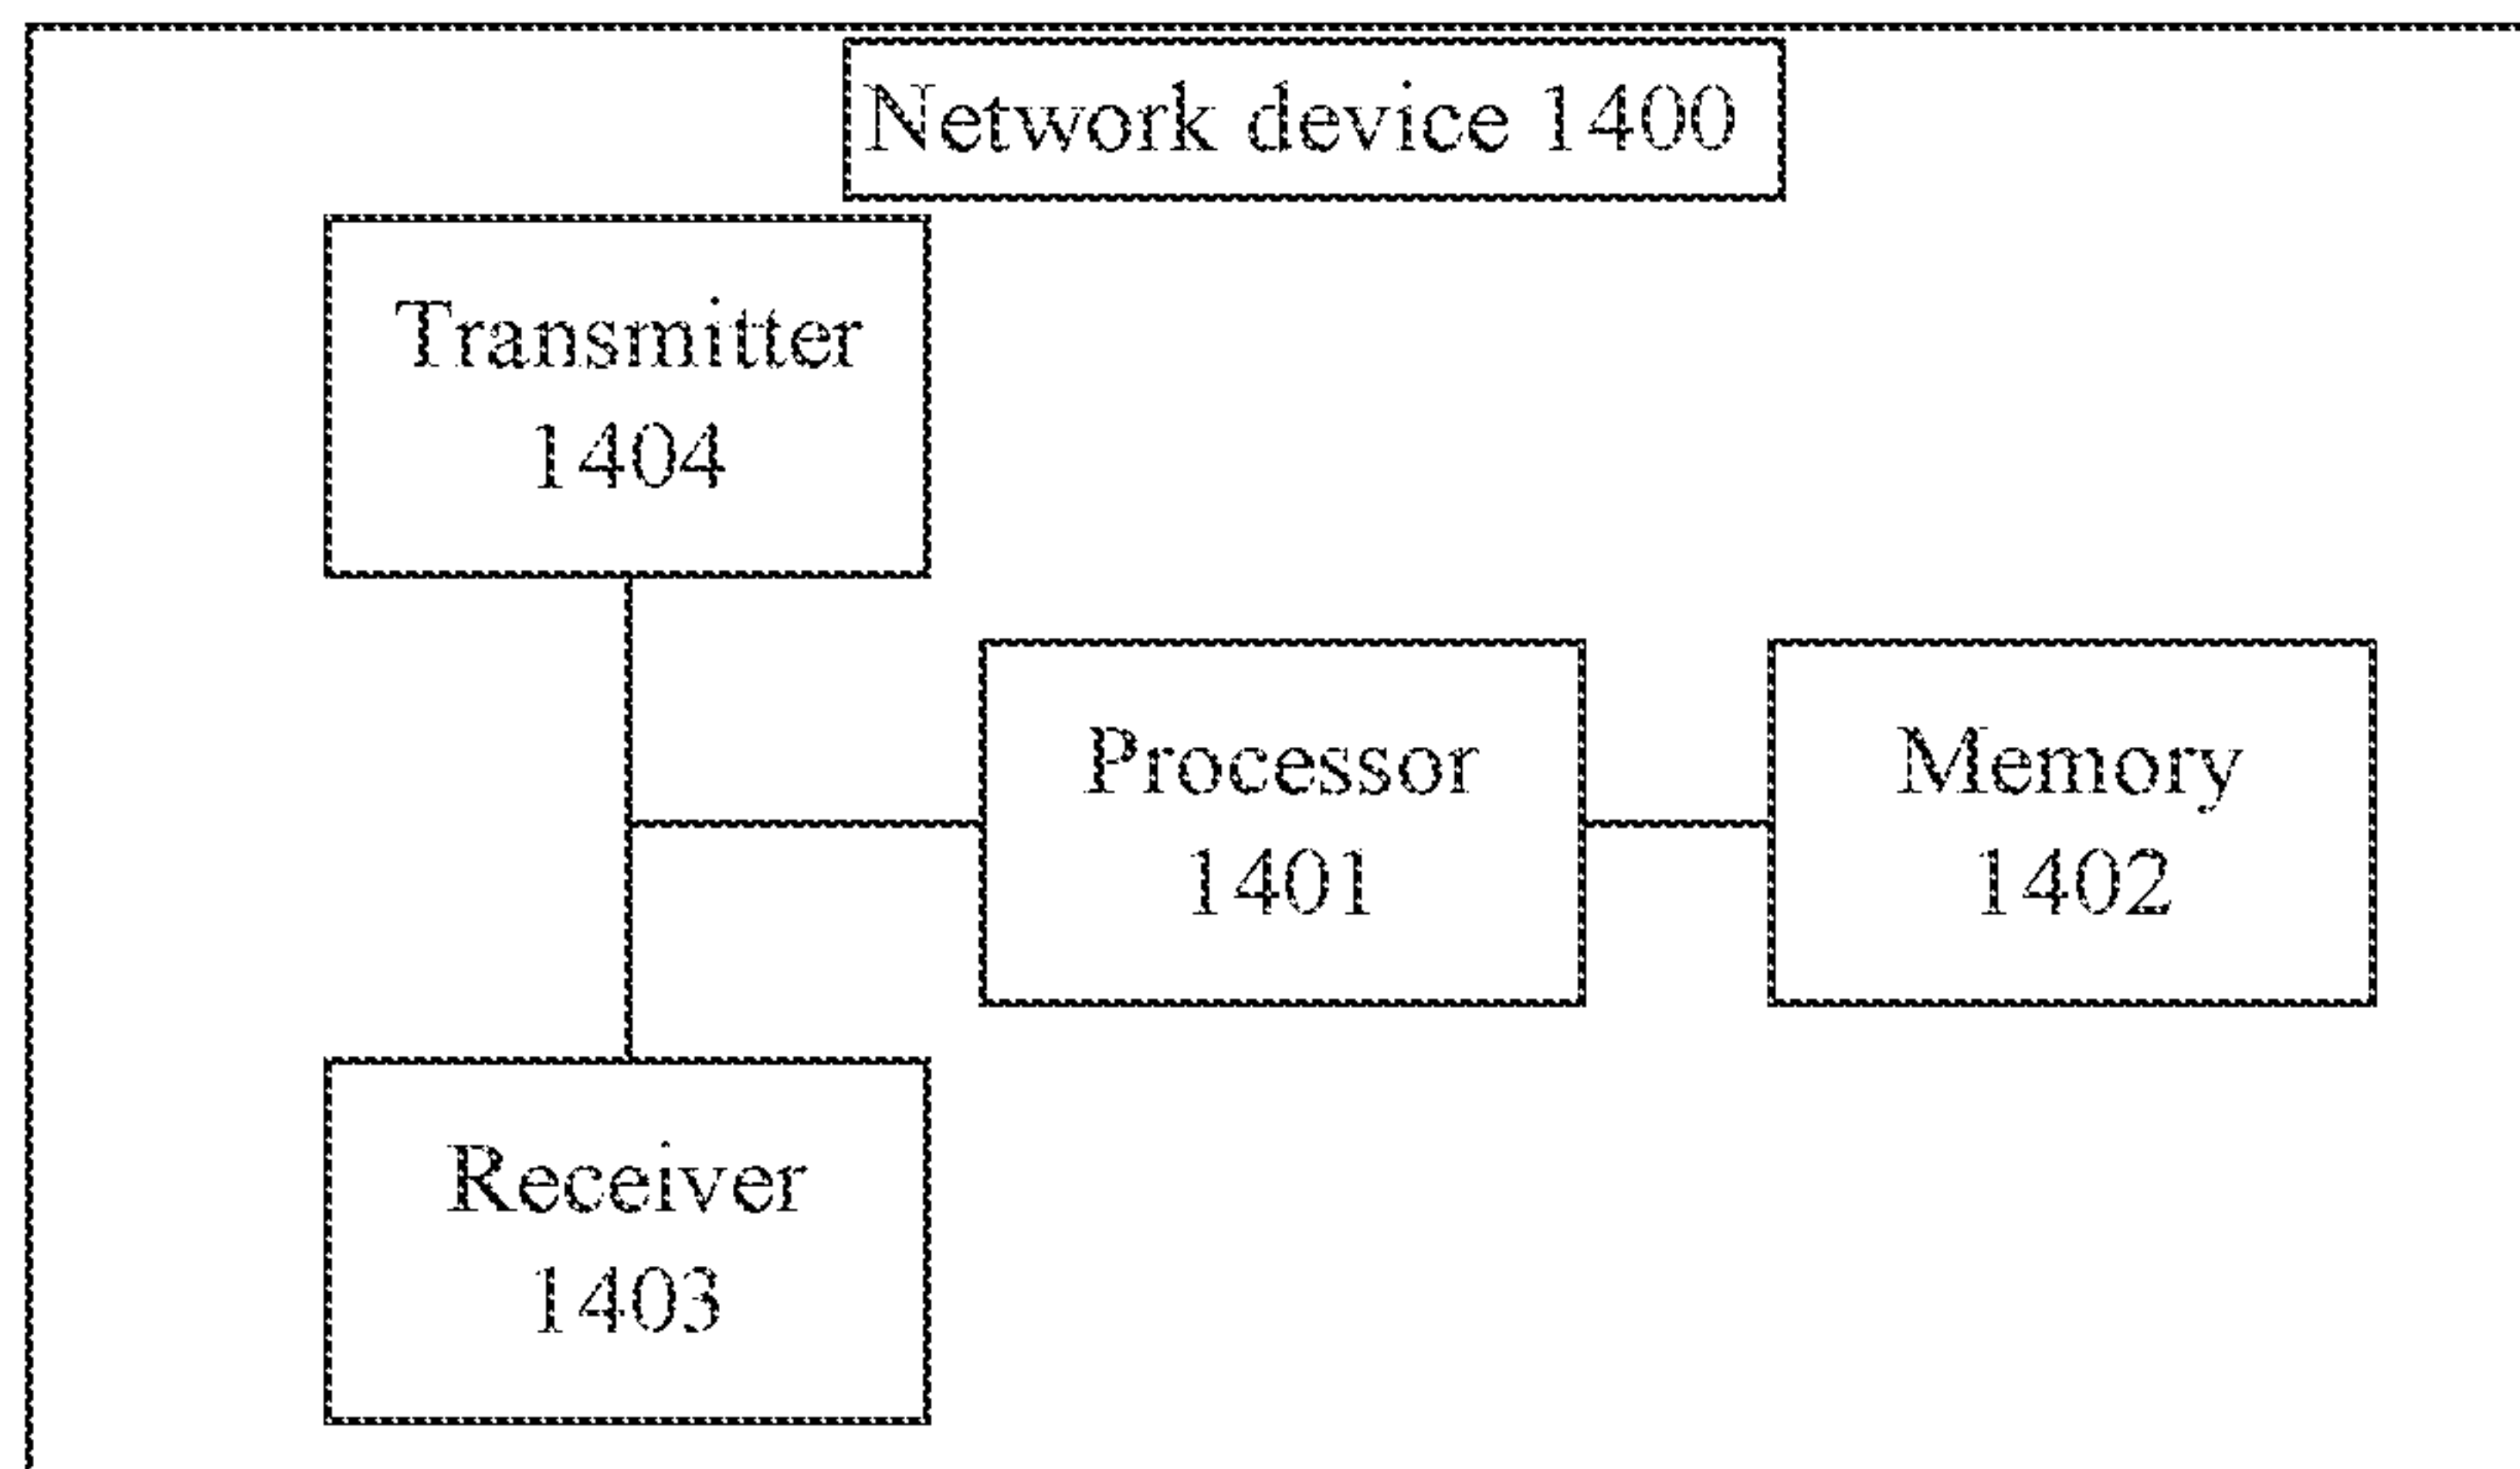 Network device 1400
Transmitter
1404
Processor
1401
Memory
1402
Receiver
1403